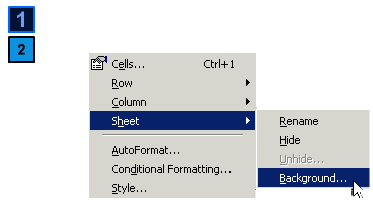 1
2
Cells... Ctrl+1
Row
Column
Sheet
AutoFormat...
Conditional Formatting...
Style...
Rename
Hide
Unhide...
Background...